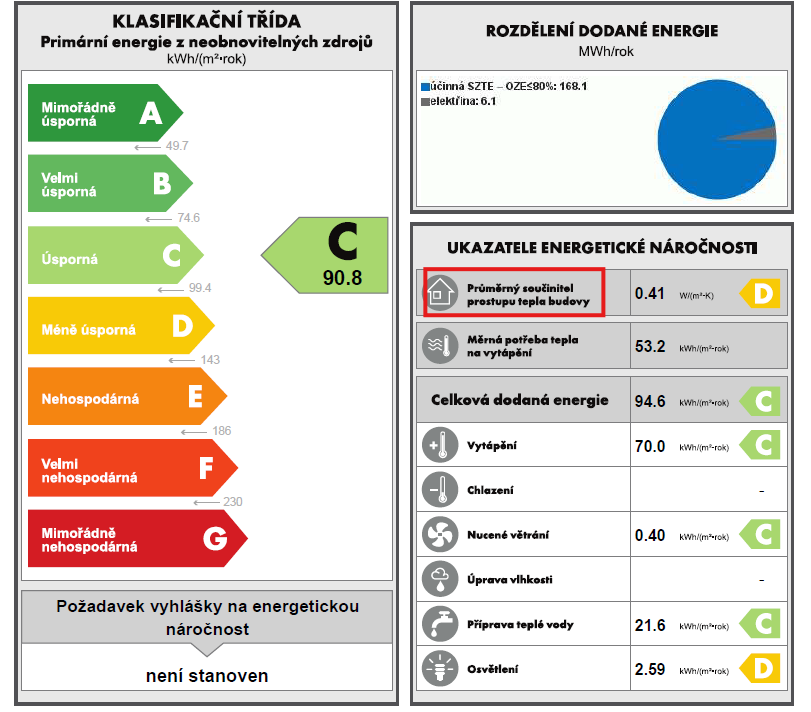 KLASIFIKAČNÍ TŘÍDA
Primární energie z neobnovitelných zdrojů
kWh/(m²•rok)
Mimořádně
úsporná
A
49.7
Velmi
úsporná
B
74.6
Úsporná
C
99.4
Méně úsporná
D
143
Nehospodárná
E
186
Velmi
nehospodárná
F
230
Mimořádně
nehospodárná
G
C
90.8
Požadavek vyhlášky na energetickou
náročnost
není stanoven
ROZDĚLENÍ DODANÉ ENERGIE
MWh/rok
účinná SZTE – OZE≤80%: 168.1
elektřina: 6.1
UKAZATELE ENERGETICKÉ NÁROČNOSTI
Průměrný součinitel
prostupu tepla budovy
0.41 W/(m²•K) D
Měrná potřeba tepla
na vytápění
53.2 kWh/(m²•rok)
Celková dodaná energie 94.6 kWh/(m²•rok) C
Vytápění 70.0 kWh/(m²•rok) C
Chlazení -
Nucené větrání 0.40 kWh/(m²•rok) C
Úprava vlhkosti -
Příprava teplé vody 21.6 kWh/(m²•rok) C
Osvětlení 2.59 kWh/(m²•rok) D